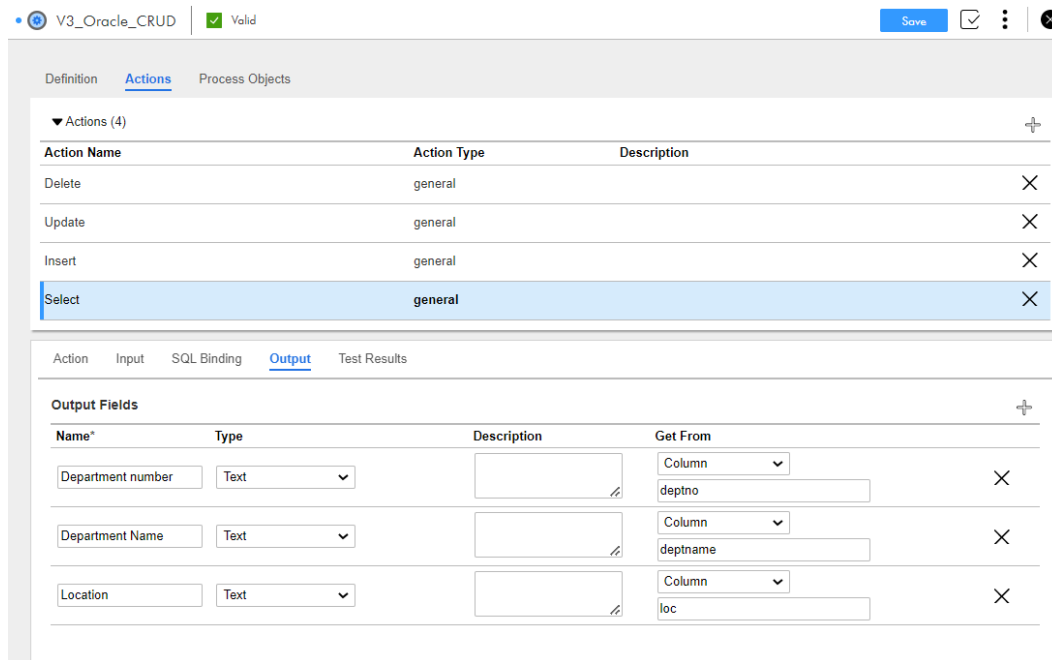 V3_Oracle_CRUD Valid Save
Definition Actions Process Objects
Actions (4)
Action Name Action Type Description
Delete general
Update general
Insert general
Select general
Action Input SQL Binding Output Test Results
Output Fields
Name* Type Description Get From
Department number Text Column
deptno
Department Name Text Column
deptname
Location Text Column
loc